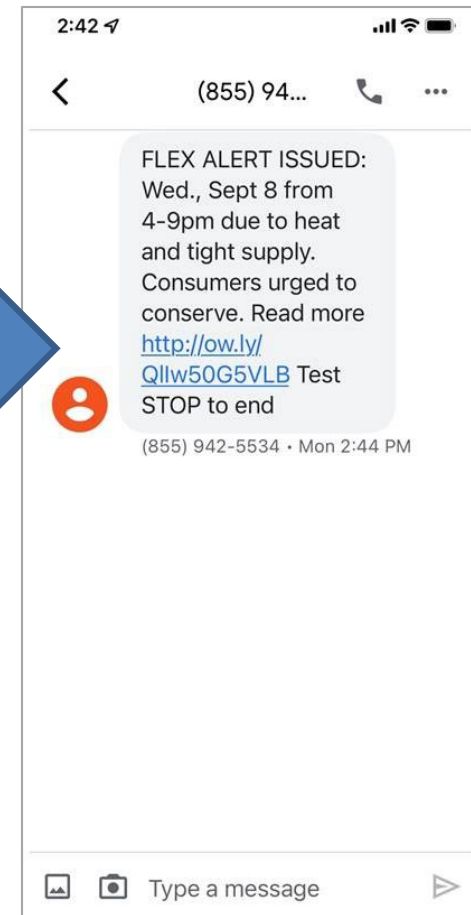 2:42
(855) 94...
FLEX ALERT ISSUED:
Wed., Sept 8 from
4-9pm due to heat
and tight supply.
Consumers urged to
conserve. Read more
http://ow.ly/
QIlw50G5VLB Test
STOP to end
(855) 942-5534 • Mon 2:44 PM
Type a message